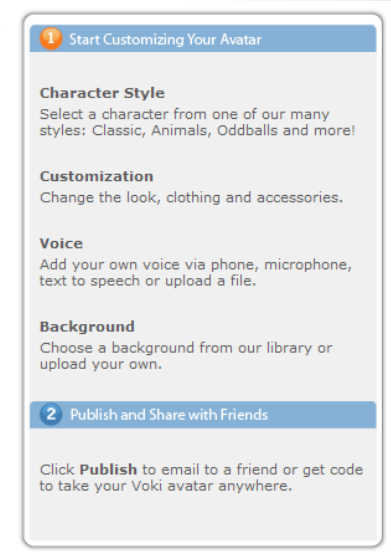 1 Start Customizing Your Avatar
Character Style
Select a character from one of our many
styles: Classic, Animals, Oddballs and more!
Customization
Change the look, clothing and accessories.
Voice
Add your own voice via phone, microphone,
text to speech or upload a file.
Background
Choose a background from our library or
upload your own.
2 Publish and Share with Friends
Click Publish to email to a friend or get code
to take your Voki avatar anywhere.